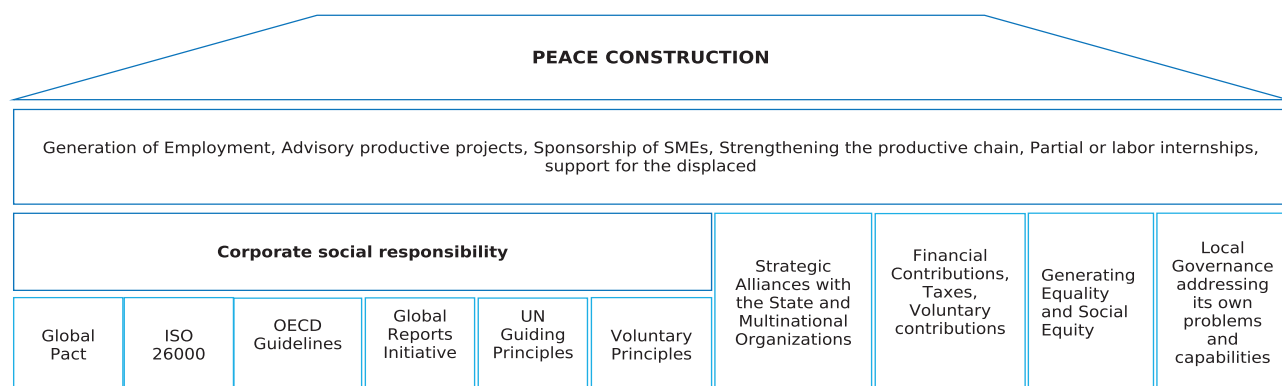 PEACE CONSTRUCTION
Generation of Employment, Advisory productive projects, Sponsorship of SMEs, Strengthening the productive chain, Partial or labor internships,
support for the displaced
Corporate social responsibility
Global
Pact
ISO
26000
OECD
Guidelines
Global
Reports
Initiative
UN
Guiding
Principles
Voluntary
Principles
Strategic
Alliances with
the State and
Multinational
Organizations
Financial
Contributions,
Taxes,
Voluntary
contributions
Generating
Equality
and Social
Equity
Local
Governance
addressing
its own
problems
and
capabilities